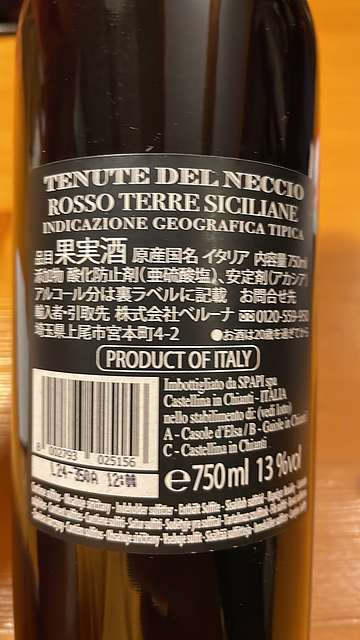 TENUTE DEL NECCIO
ROSSO TERRE SICILIANE
INDICAZIONE GEOGRAFICA TIPICA
品目 果実酒 原産国名 イタリア 内容量 750ml
添加物 酸化防止剤(亜硫酸塩)、安定剤(アカシア)
アルコール分は裏ラベルに記載 お問合せ先
輸入者・引取先 株式会社ベルーナ 0120-559-550
埼玉県上尾市宮本町4-2 ●お酒は20歳を過ぎてから
PRODUCT OF ITALY
Imbottigliato da SPAPI spa
Castellina in Chianti - ITALIA
nello stabilimento di: (vedi lotto)
A - Casole d'Elsa / B - Gaiole in Chianti
C - Castellina in Chianti
8 002793 025156
L24-350A 12:
e 750 ml 13 %vol